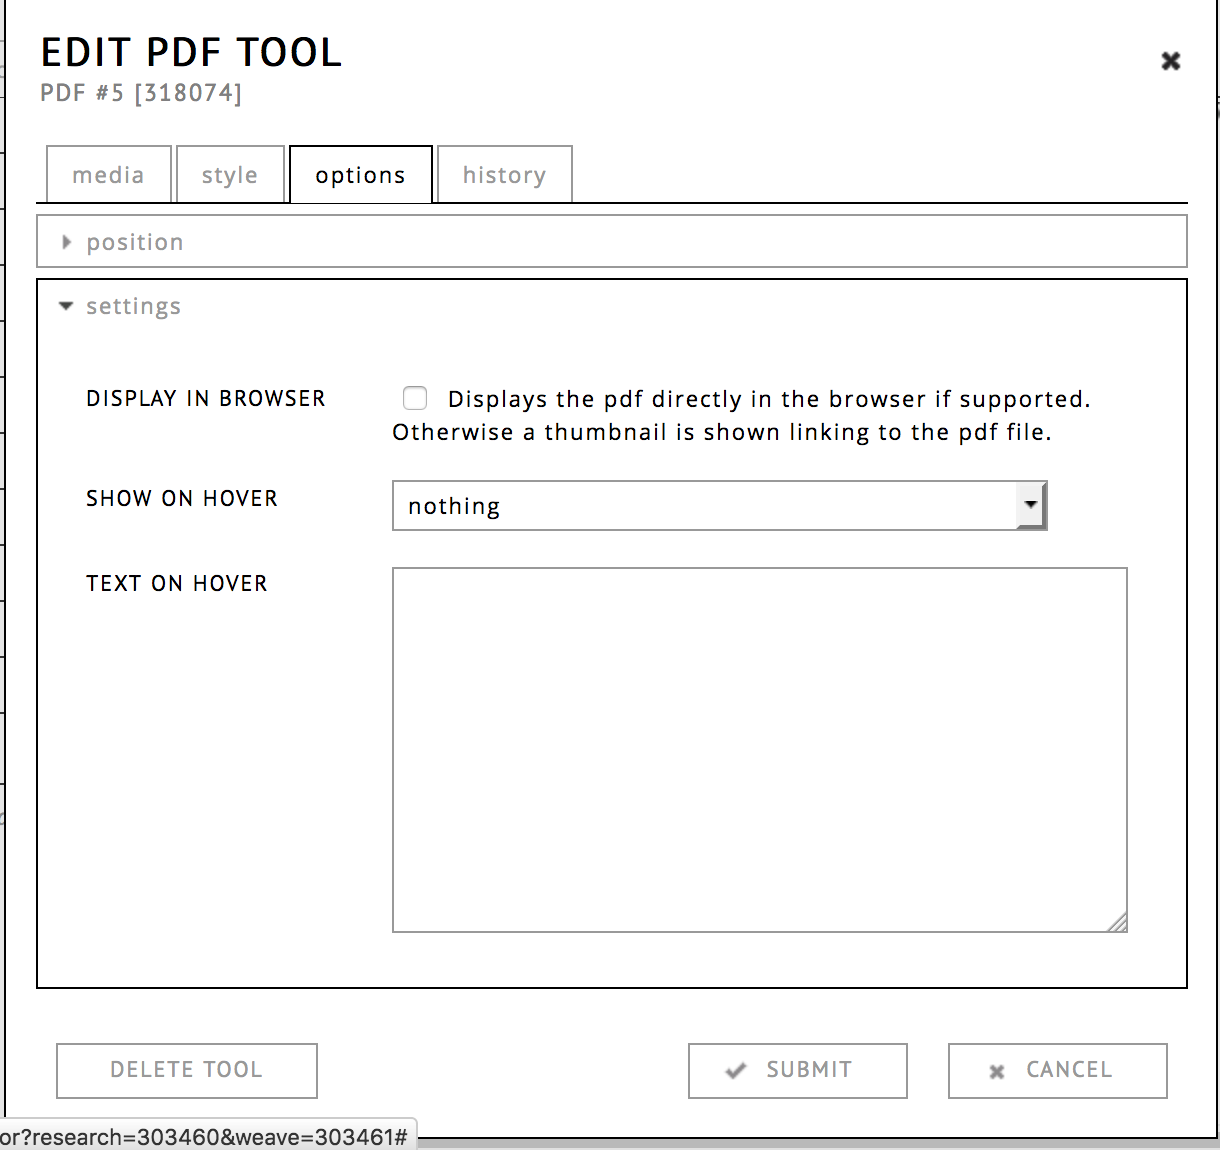 EDIT PDF TOOL
PDF #5 [318074]
media style options history
position
settings
DISPLAY IN BROWSER Displays the pdf directly in the browser if supported.
Otherwise a thumbnail is shown linking to the pdf file.
SHOW ON HOVER nothing
TEXT ON HOVER
DELETE TOOL SUBMIT CANCEL
or?research=303460&weave=303461#